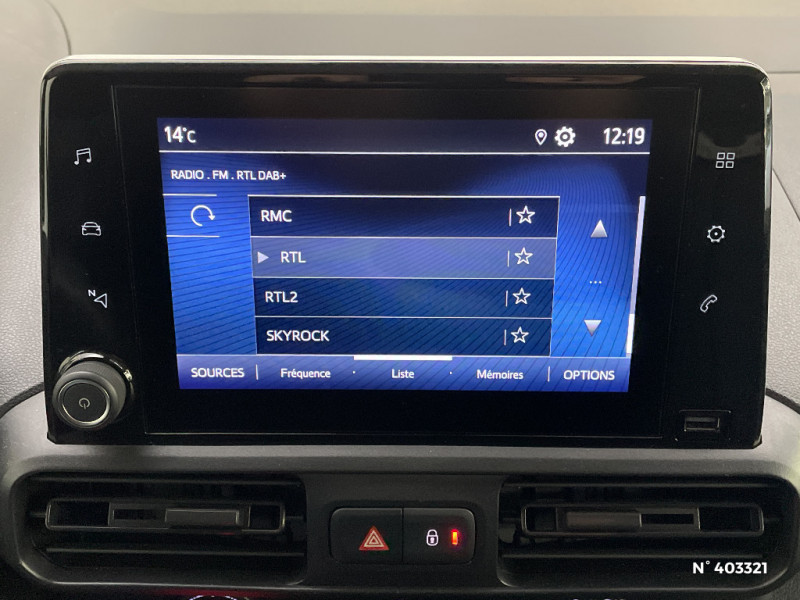 14°C 12:19
RADIO . FM . RTL DAB+
RMC
RTL
RTL2
SKYROCK
SOURCES Fréquence Liste Mémoires OPTIONS
N
N° 403321